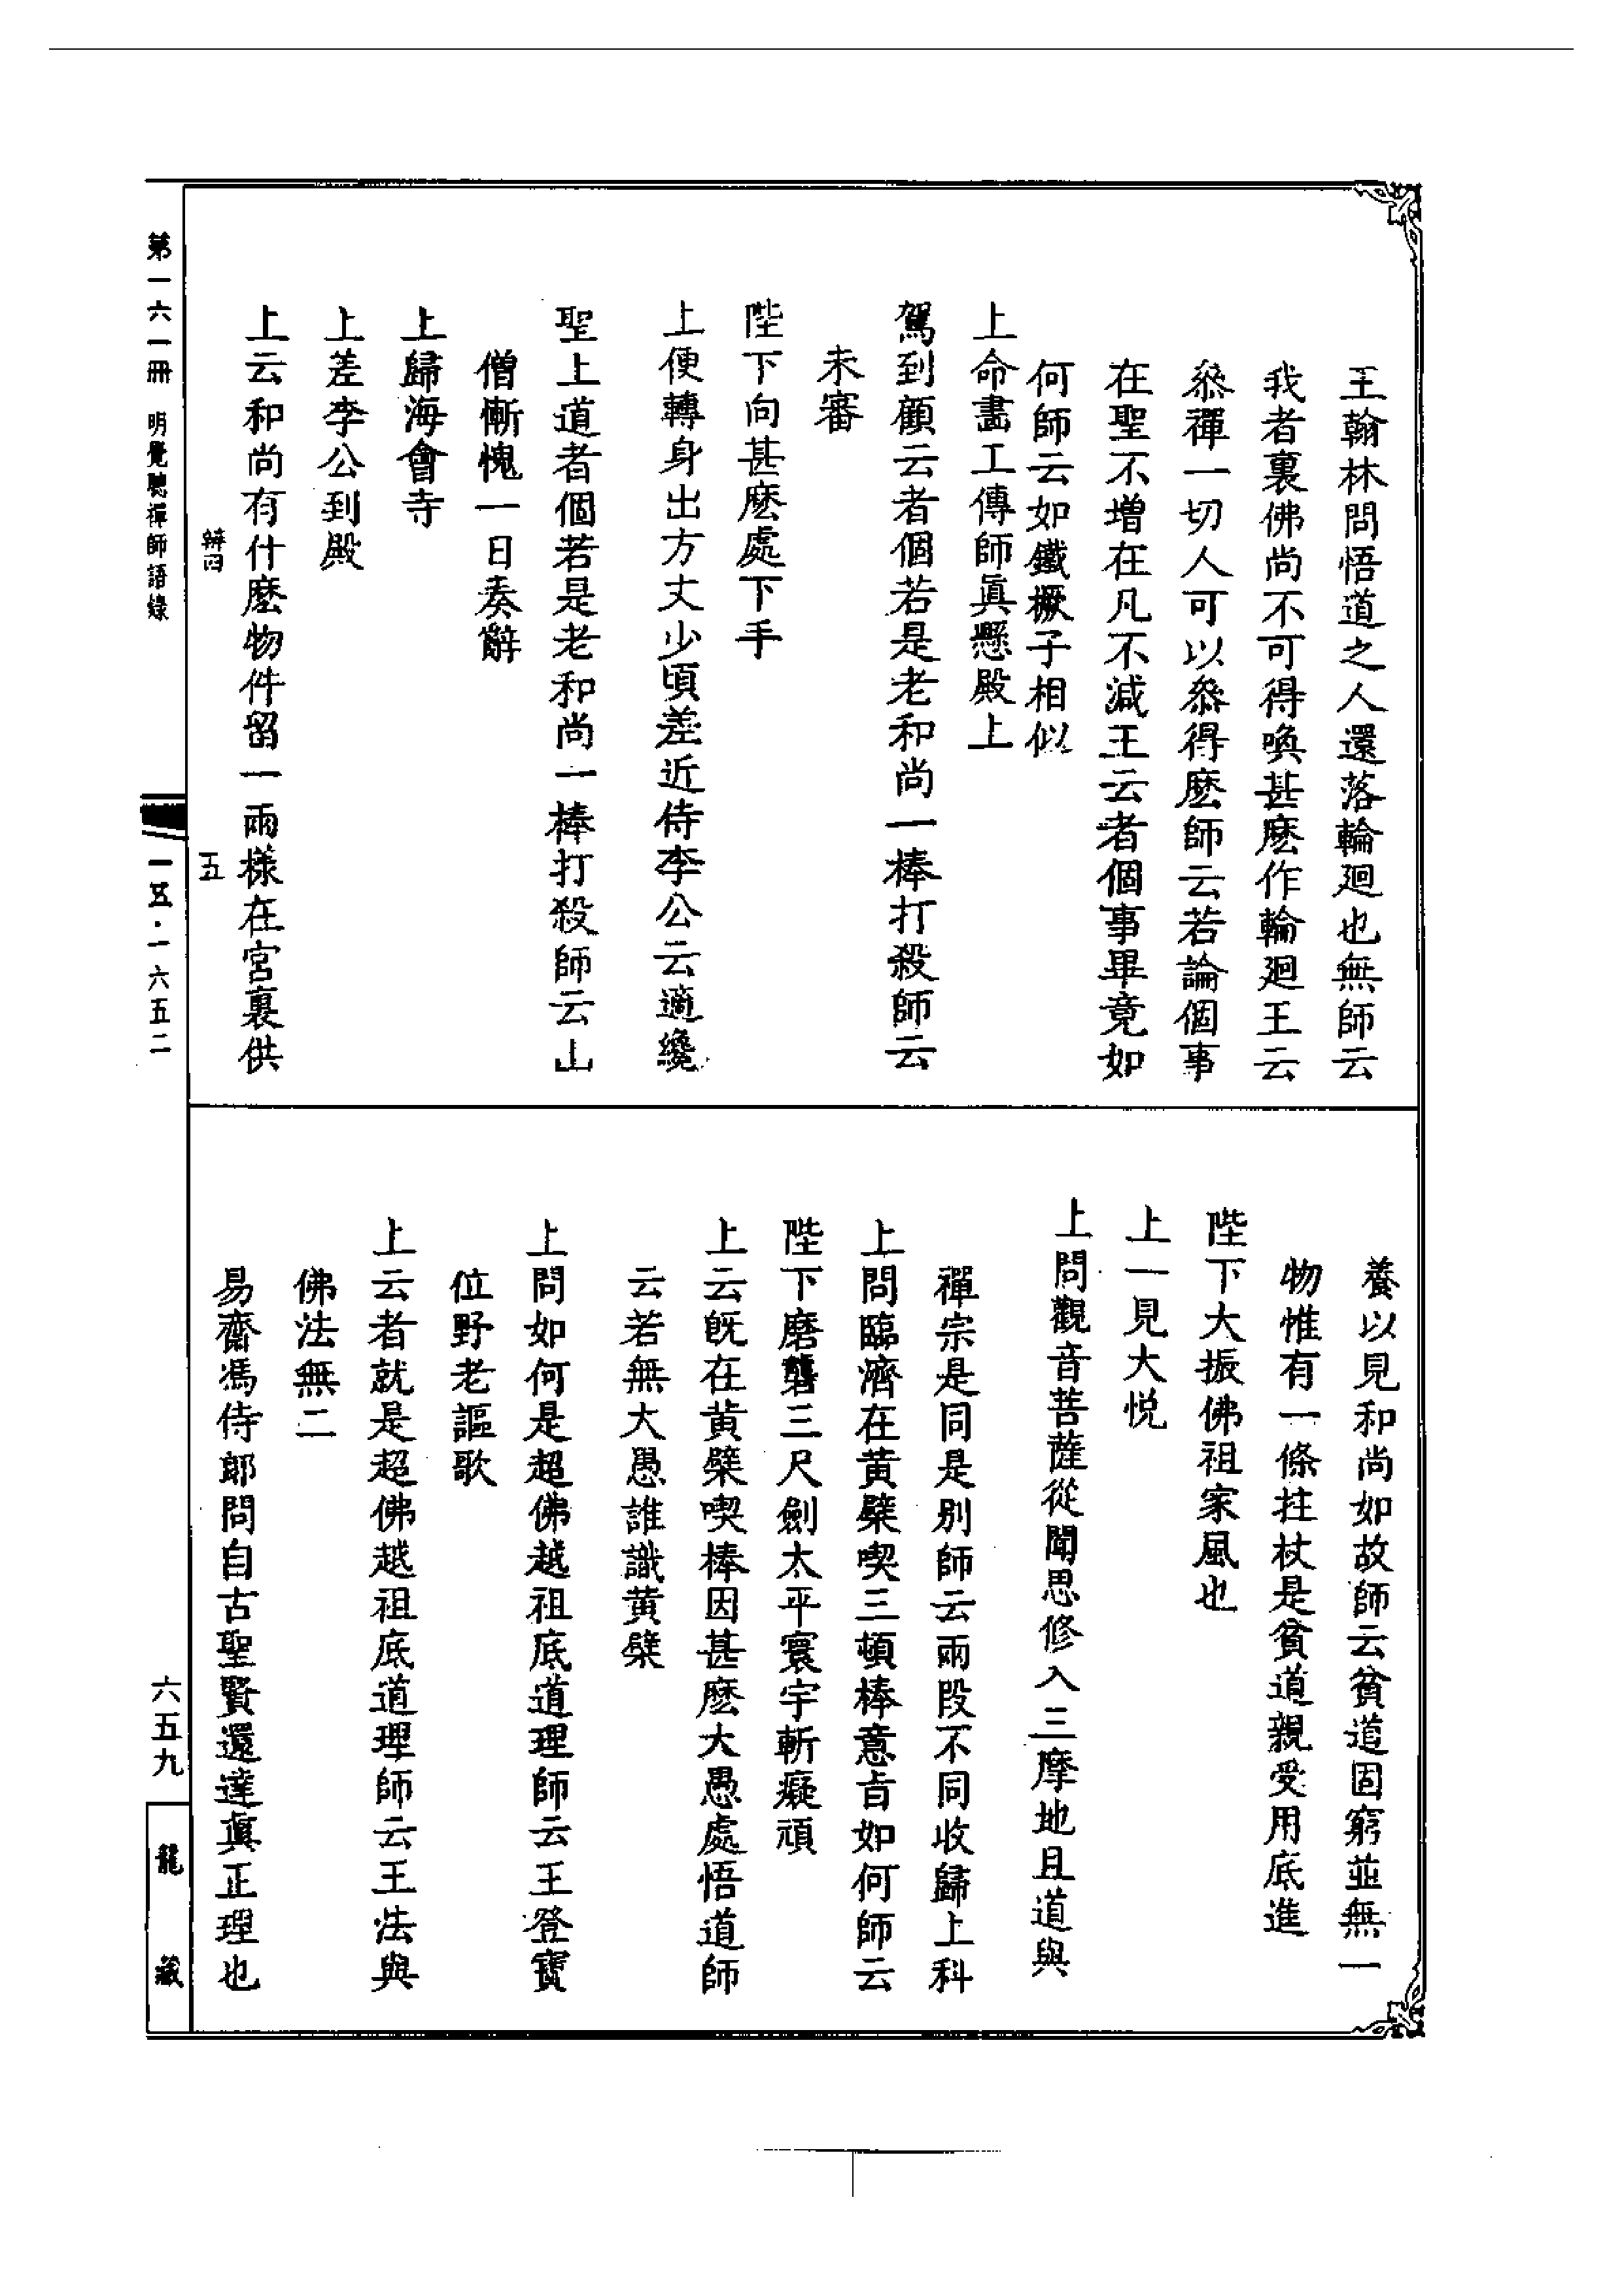 王翰林問悟道之人還落輪廻也無師云
我者裏佛尚不可得喚甚麽作輪廻王云
叅禪一切人可以叅得麽師云若論個事
在聖不增在凡不減王云者個事畢竟如
何師云如鐵橛子相似
上命畵工傳師眞懸殿上
駕到顧云者個若是老和尚一棒打殺師云
未審
陛下向甚麽處下手
上便轉身出方丈少頃差近侍李公云適纔
聖上道者個若是老和尚一棒打殺師云山
僧慚愧一日奏辭
上歸海會寺
上差李公到殿
上云和尚有什麽物件留一兩樣在宮裏供
辨四
五
養以見和尚如故師云貧道固窮並無一
物惟有一條拄杖是貧道親受用底進
陛下大振佛祖家風也
上一見大悅
上問觀音菩薩從聞思修入三摩地且道與
禪宗是同是别師云兩段不同收歸上科
上問臨濟在黃檗喫三頓棒意旨如何師云
陛下磨礱三尺劍太平寰宇斬癡頑
上云旣在黃檗喫棒因甚麽大愚處悟道師
云若無大愚誰識黃檗
上問如何是超佛越祖底道理師云王登寳
位野老謳歌
上云者就是超佛越祖底道理師云王法與
佛法無二
易齋馮侍郎問自古聖賢還達眞正理也
第一六一冊
明覺聰禪師語錄
一五·一六五二
六五九
龍藏